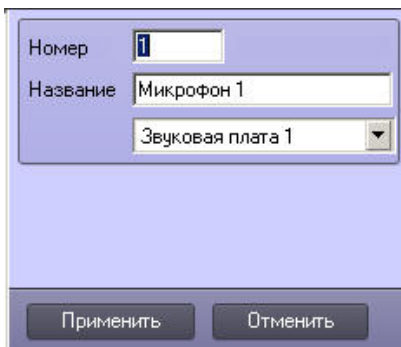 Номер 1
Название Микрофон 1
Звуковая плата 1
Применить Отменить